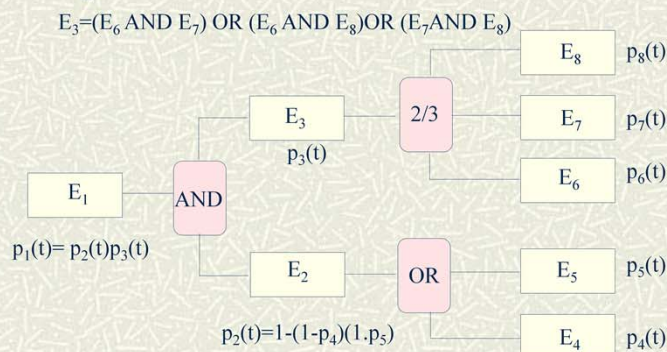 E₃=(E₆ AND E₇) OR (E₆ AND E₈)OR (E₇AND E₈)
E₈ p₈(t)
E₃ 2/3 E₇ p₇(t)
p₃(t)
E₆ p₆(t)
E₁ AND
p₁(t)= p₂(t)p₃(t)
E₂ OR E₅ p₅(t)
p₂(t)=1-(1-p₄)(1.p₅)
E₄ p₄(t)